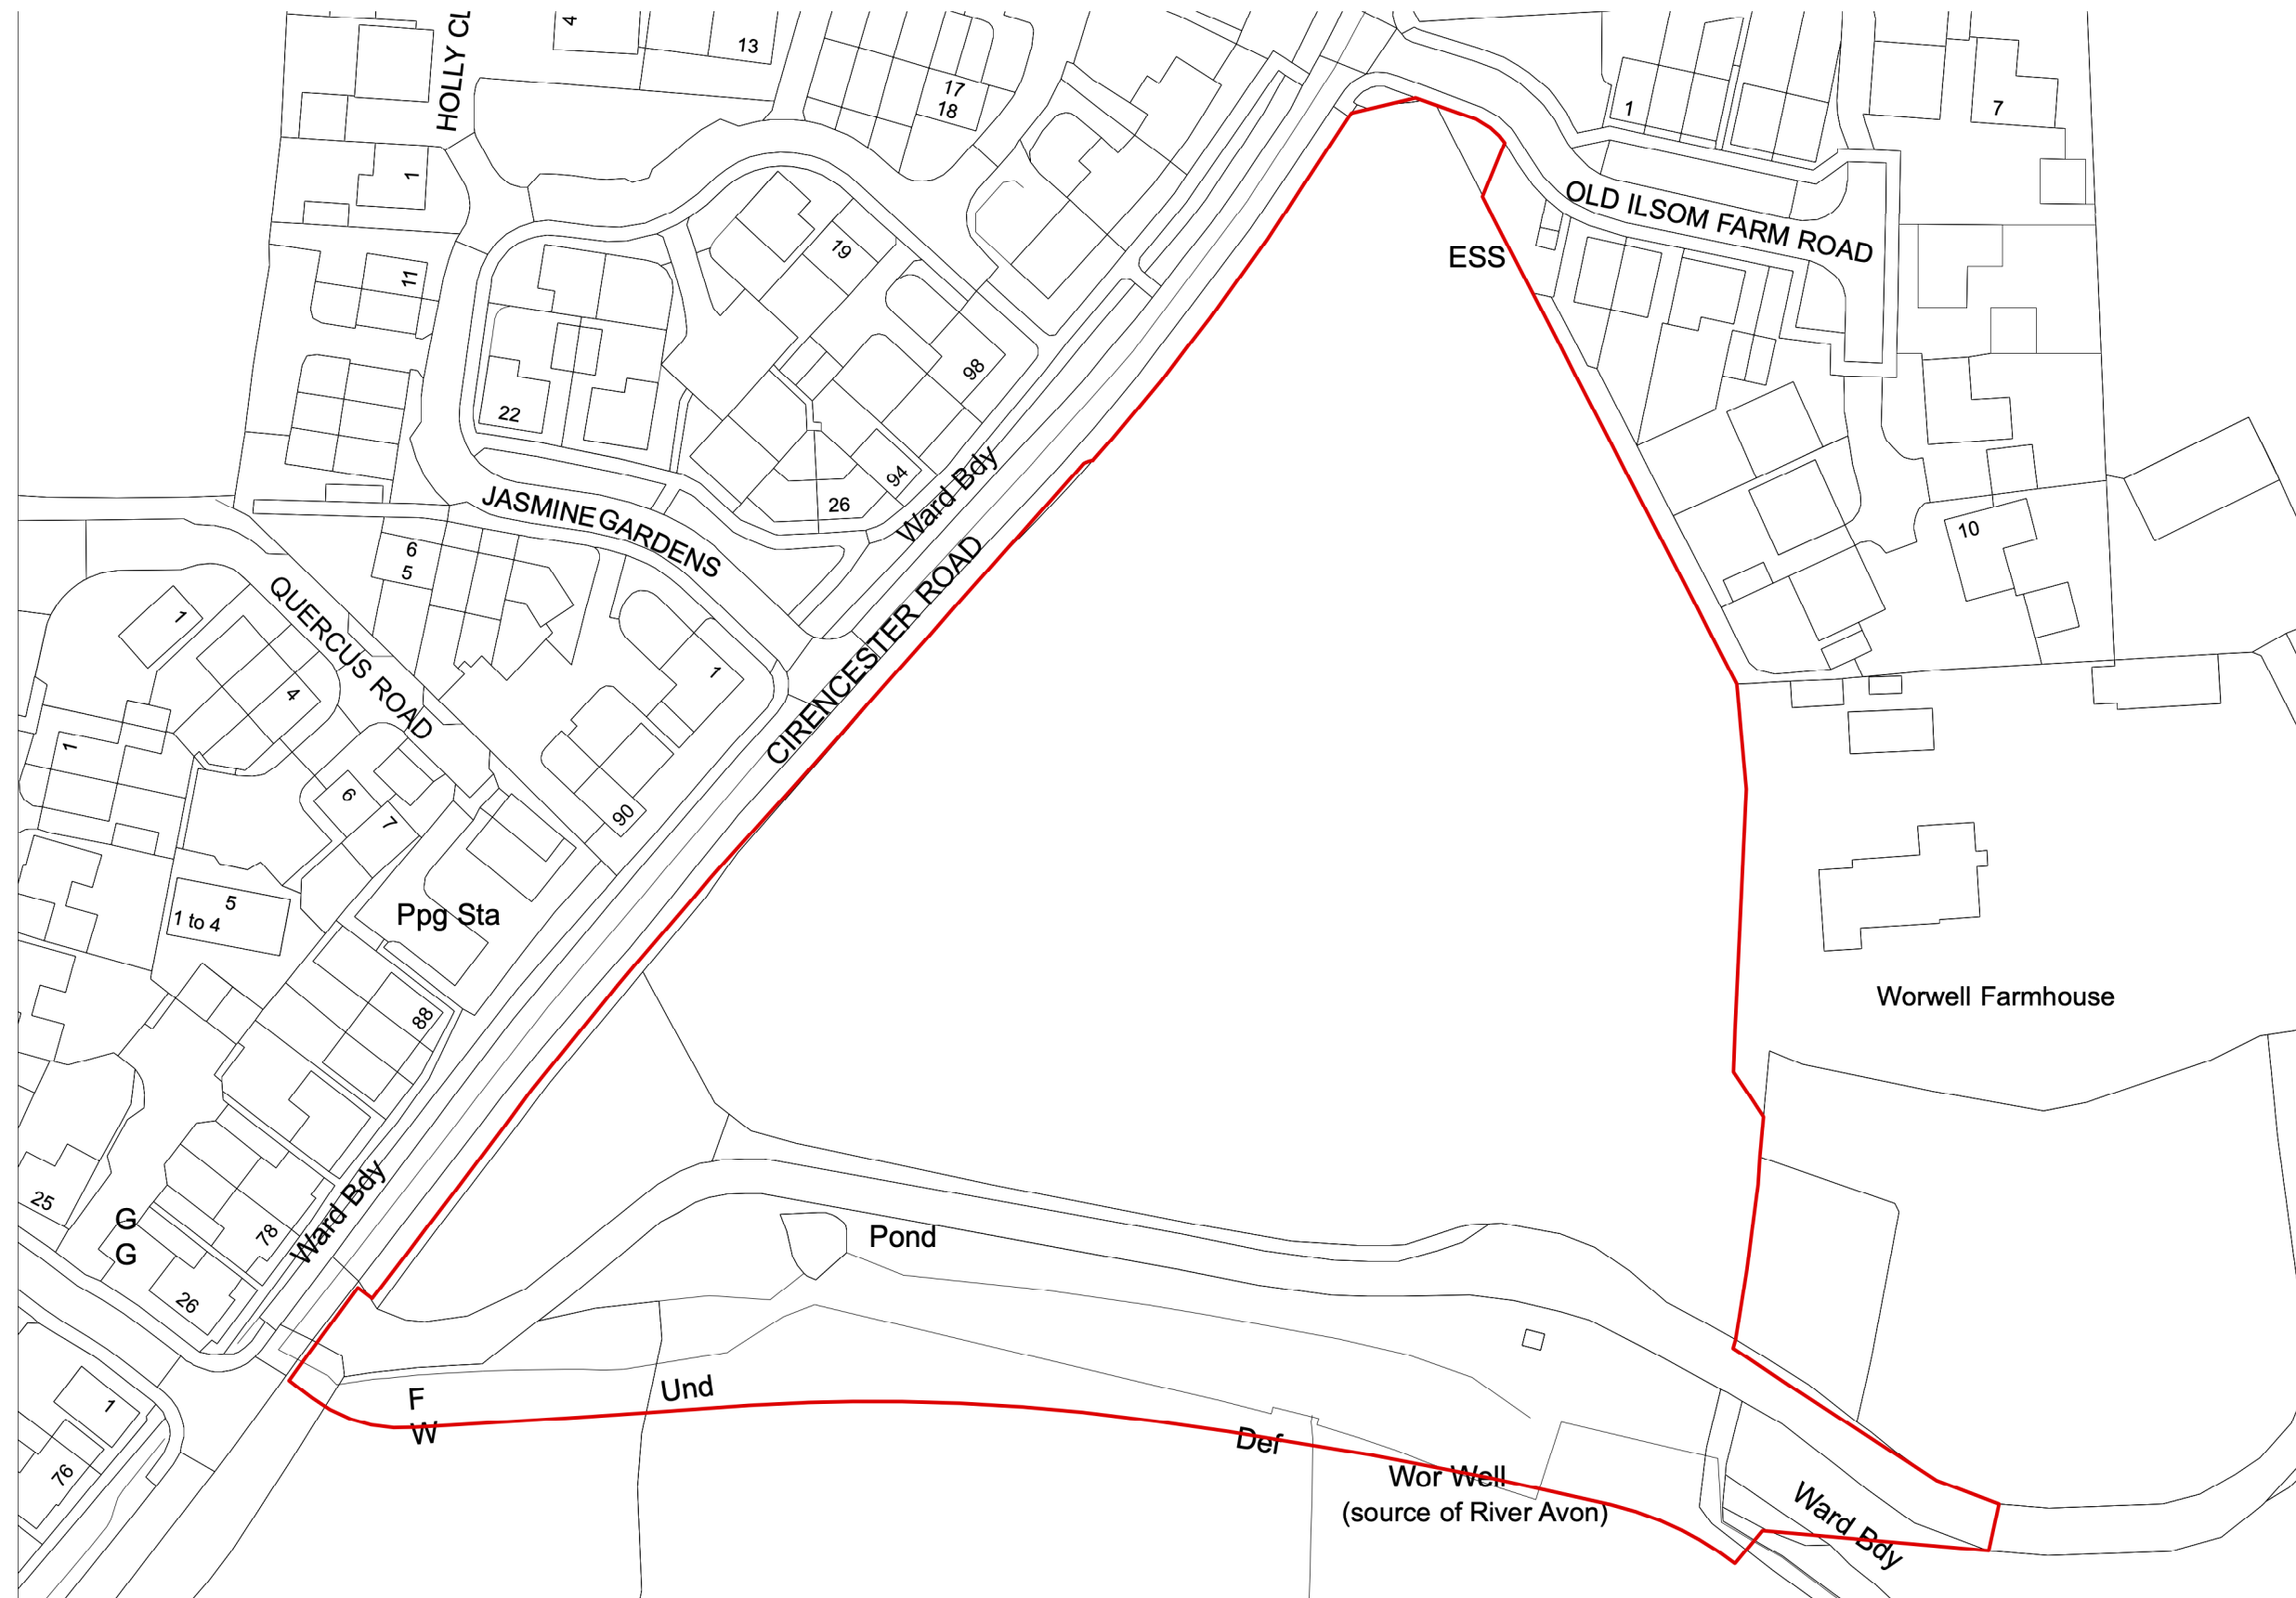 HOLLY CL
4
13
17
18
1
7
1
OLD ILSOM FARM ROAD
19
ESS
11
98
22
94
26
Ward Bdy
JASMINE GARDENS
10
6
5
CIRENCESTER ROAD
QUERCUS ROAD
1
4
1
1
6
7
90
5
1 to 4
Ppg Sta
88
Worwell Farmhouse
Ward Bdy
25
G
G
78
Pond
26
Und
F
W
1
Def
76
Wor Well
(source of River Avon)
Ward Bdy